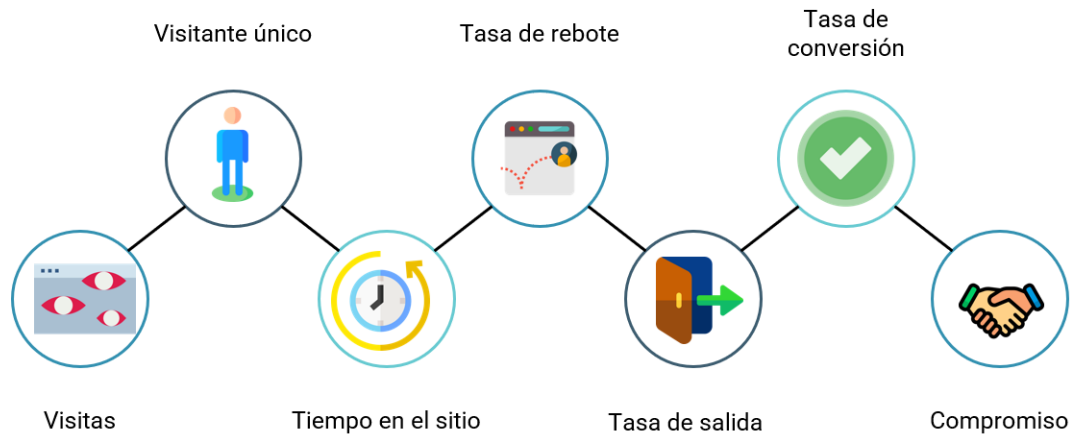 Visitante único
Tasa de rebote
Tasa de
conversión
Visitas
Tiempo en el sitio
Tasa de salida
Compromiso